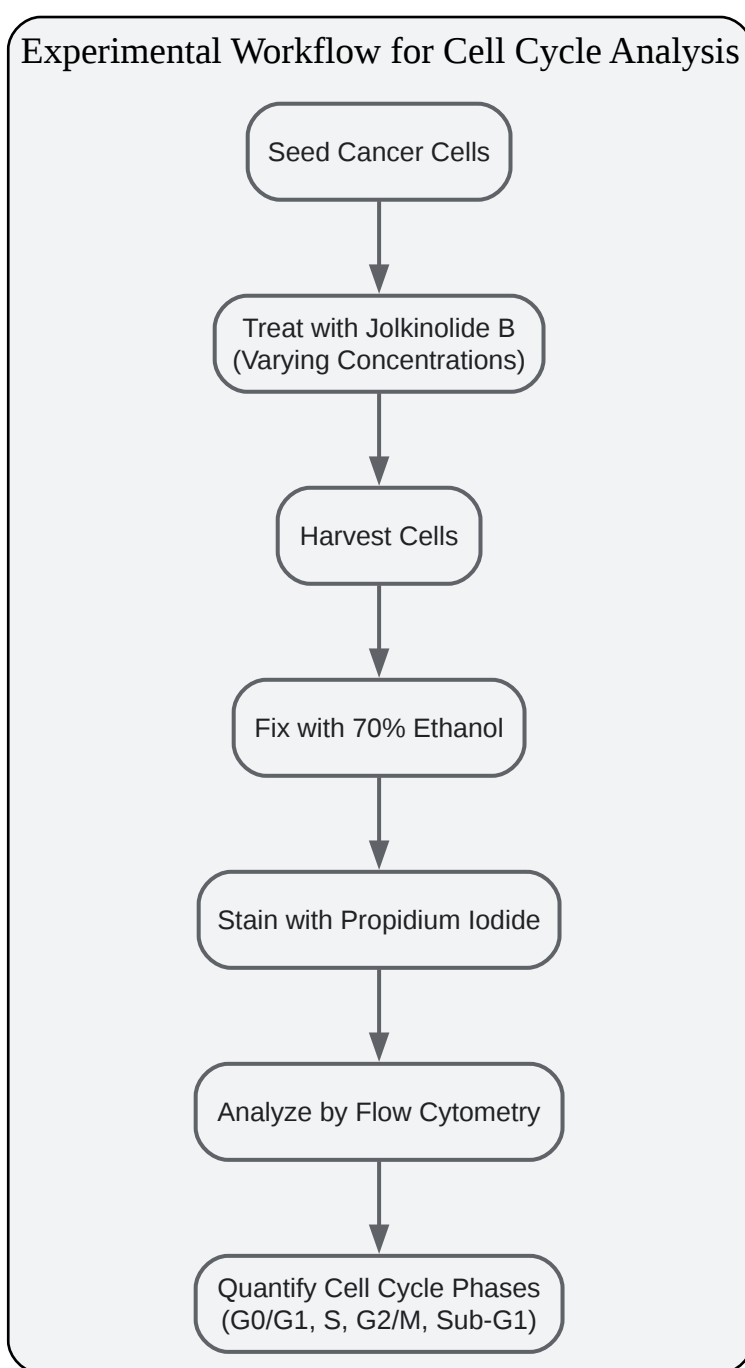 Experimental Workflow for Cell Cycle Analysis
Seed Cancer Cells
Treat with Jolkinolide B
(Varying Concentrations)
Harvest Cells
Fix with 70% Ethanol
Stain with Propidium Iodide
Analyze by Flow Cytometry
Quantify Cell Cycle Phases
(G0/G1, S, G2/M, Sub-G1)